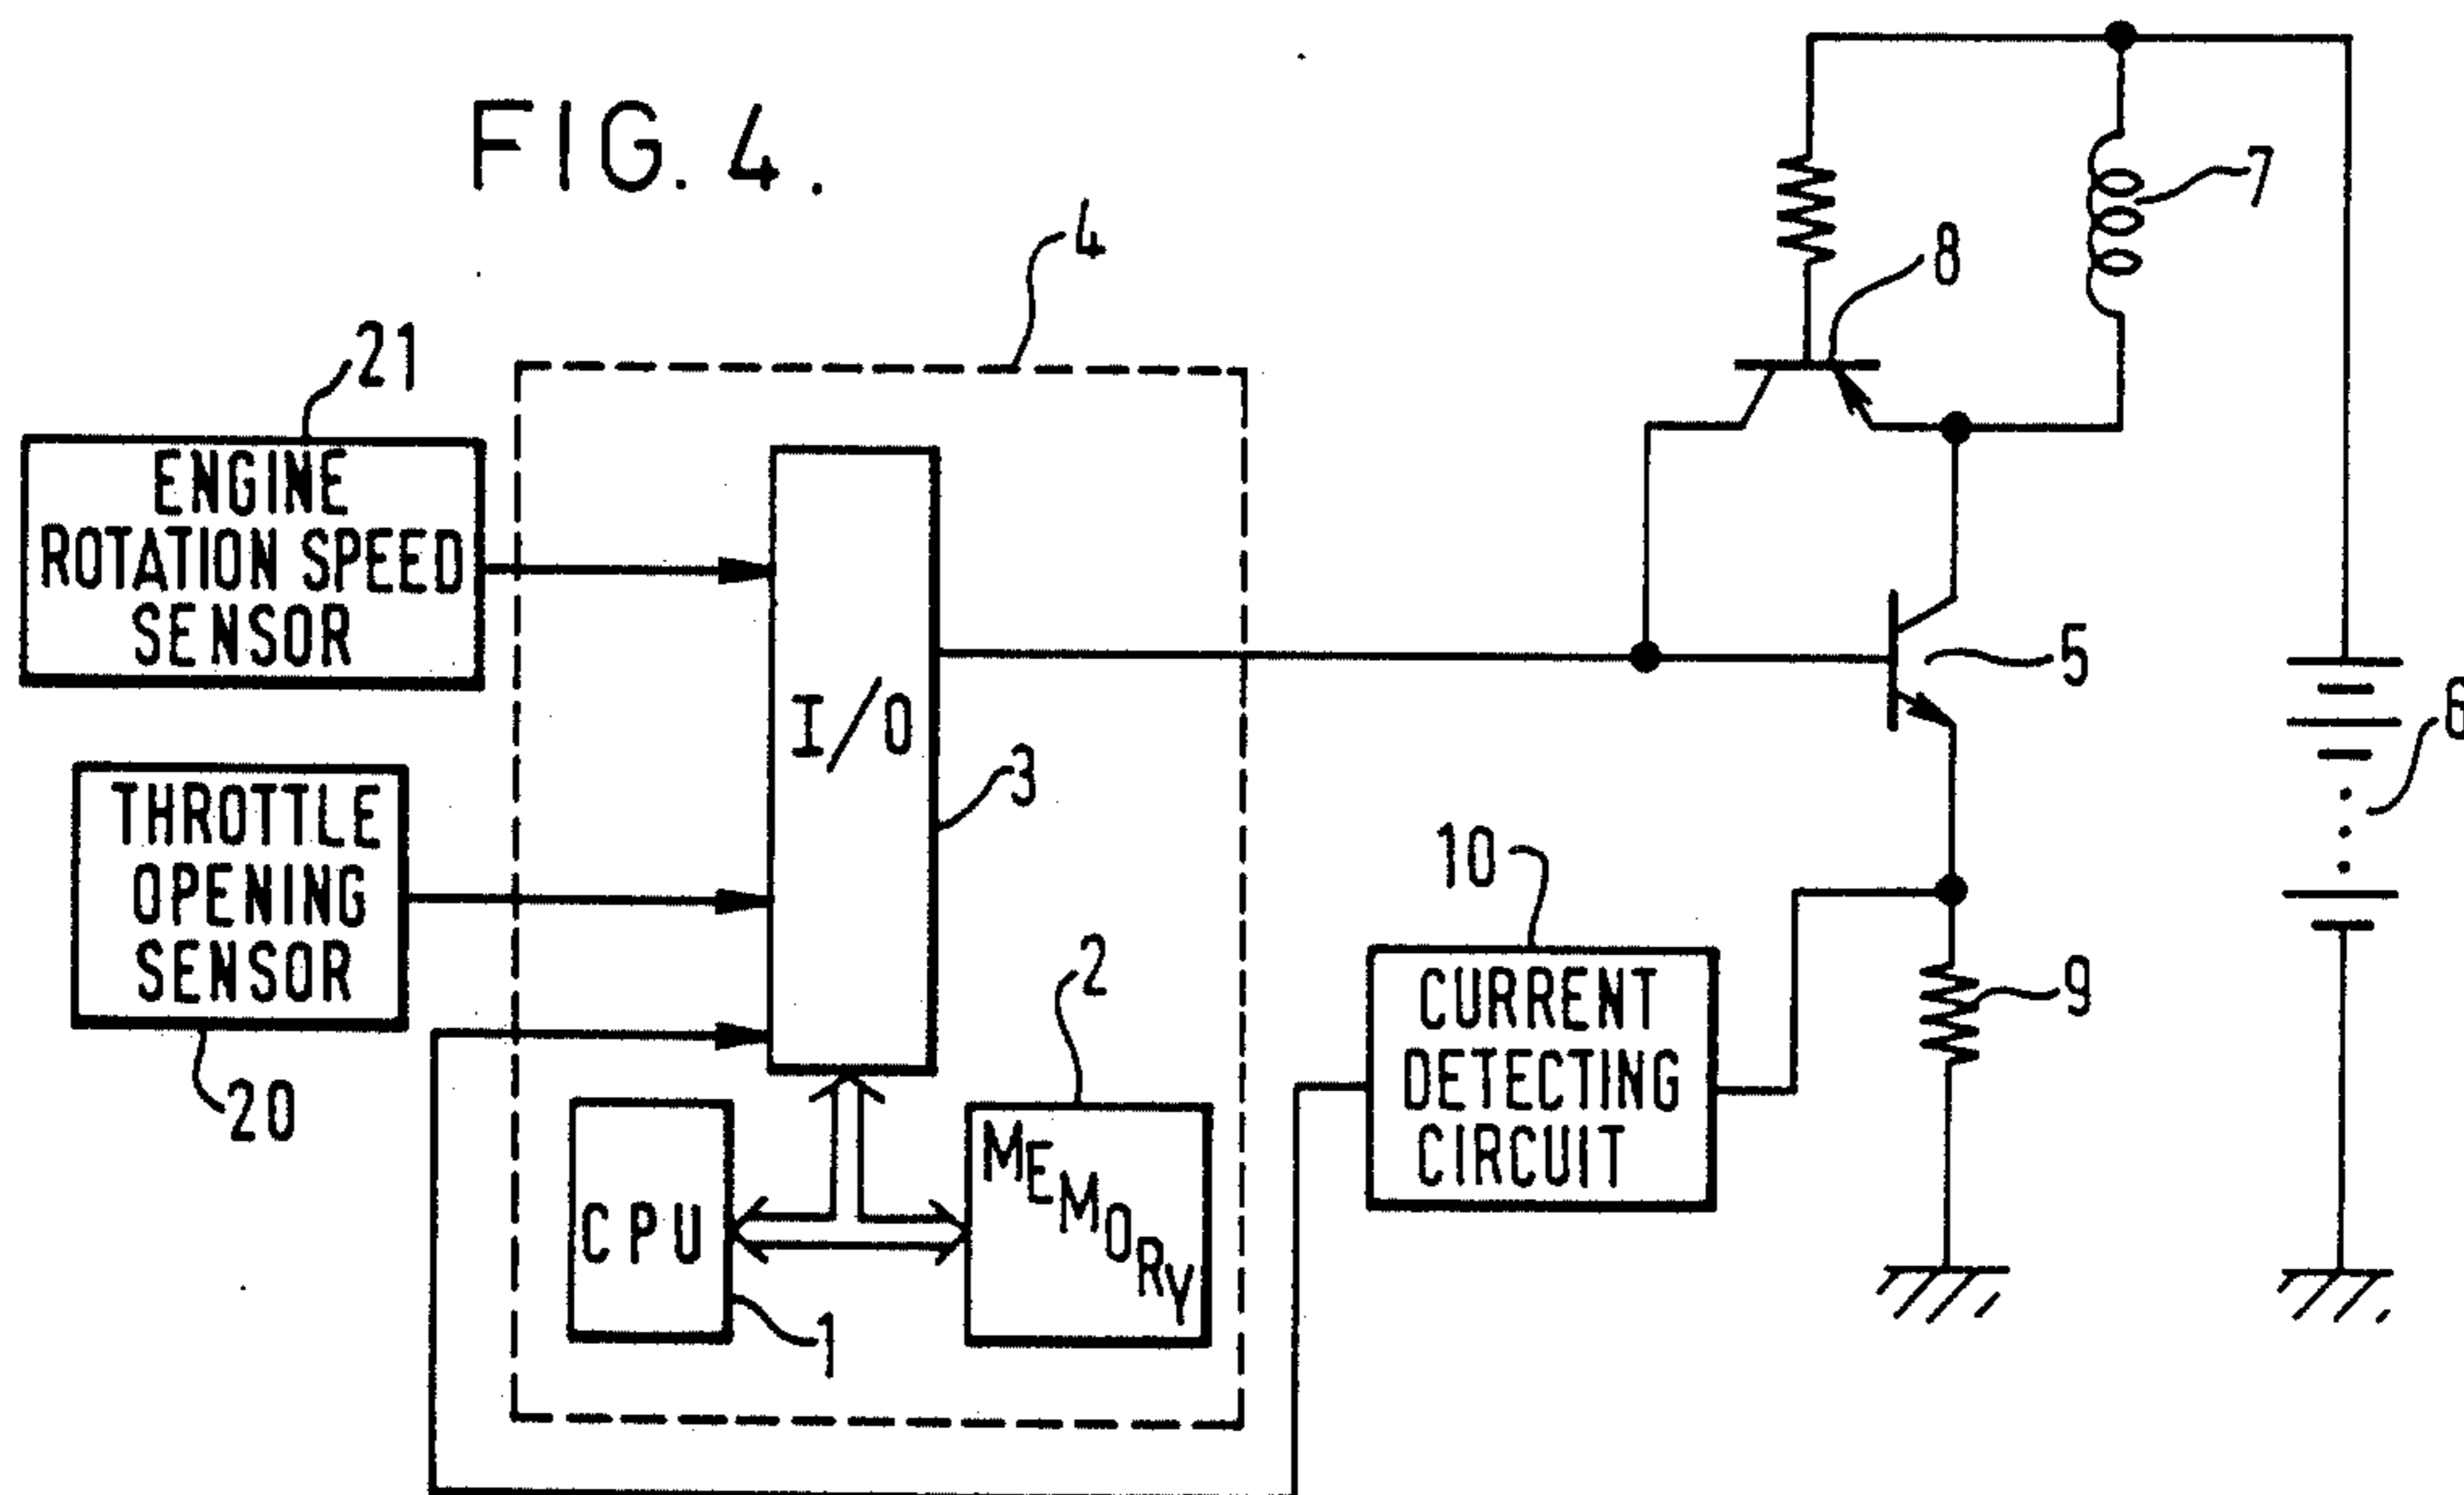 FIG. 4.
4
7
8
21
ENGINE
ROTATION SPEED
SENSOR
I/O
5
6
3
THROTTLE
OPENING
SENSOR
10
2
9
CURRENT
DETECTING
CIRCUIT
20
CPU
MEMORY
1